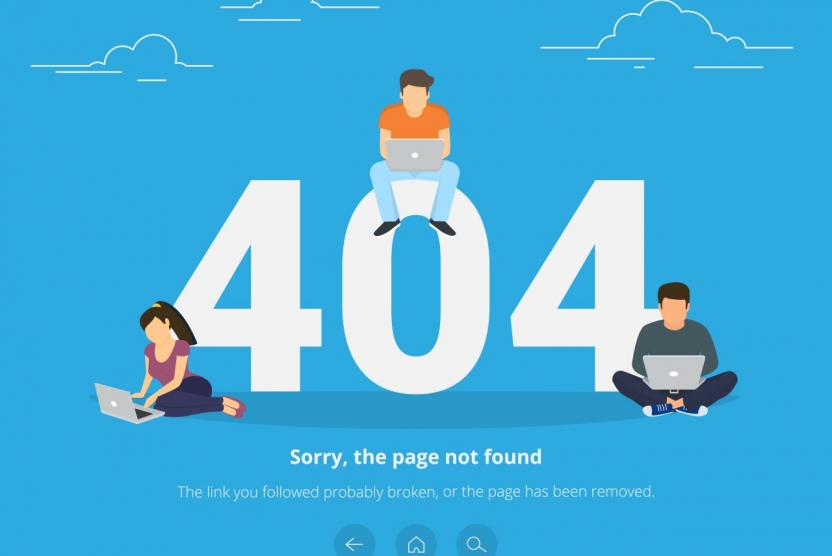 404
Sorry, the page not found
The link you followed probably broken, or the page has been removed.